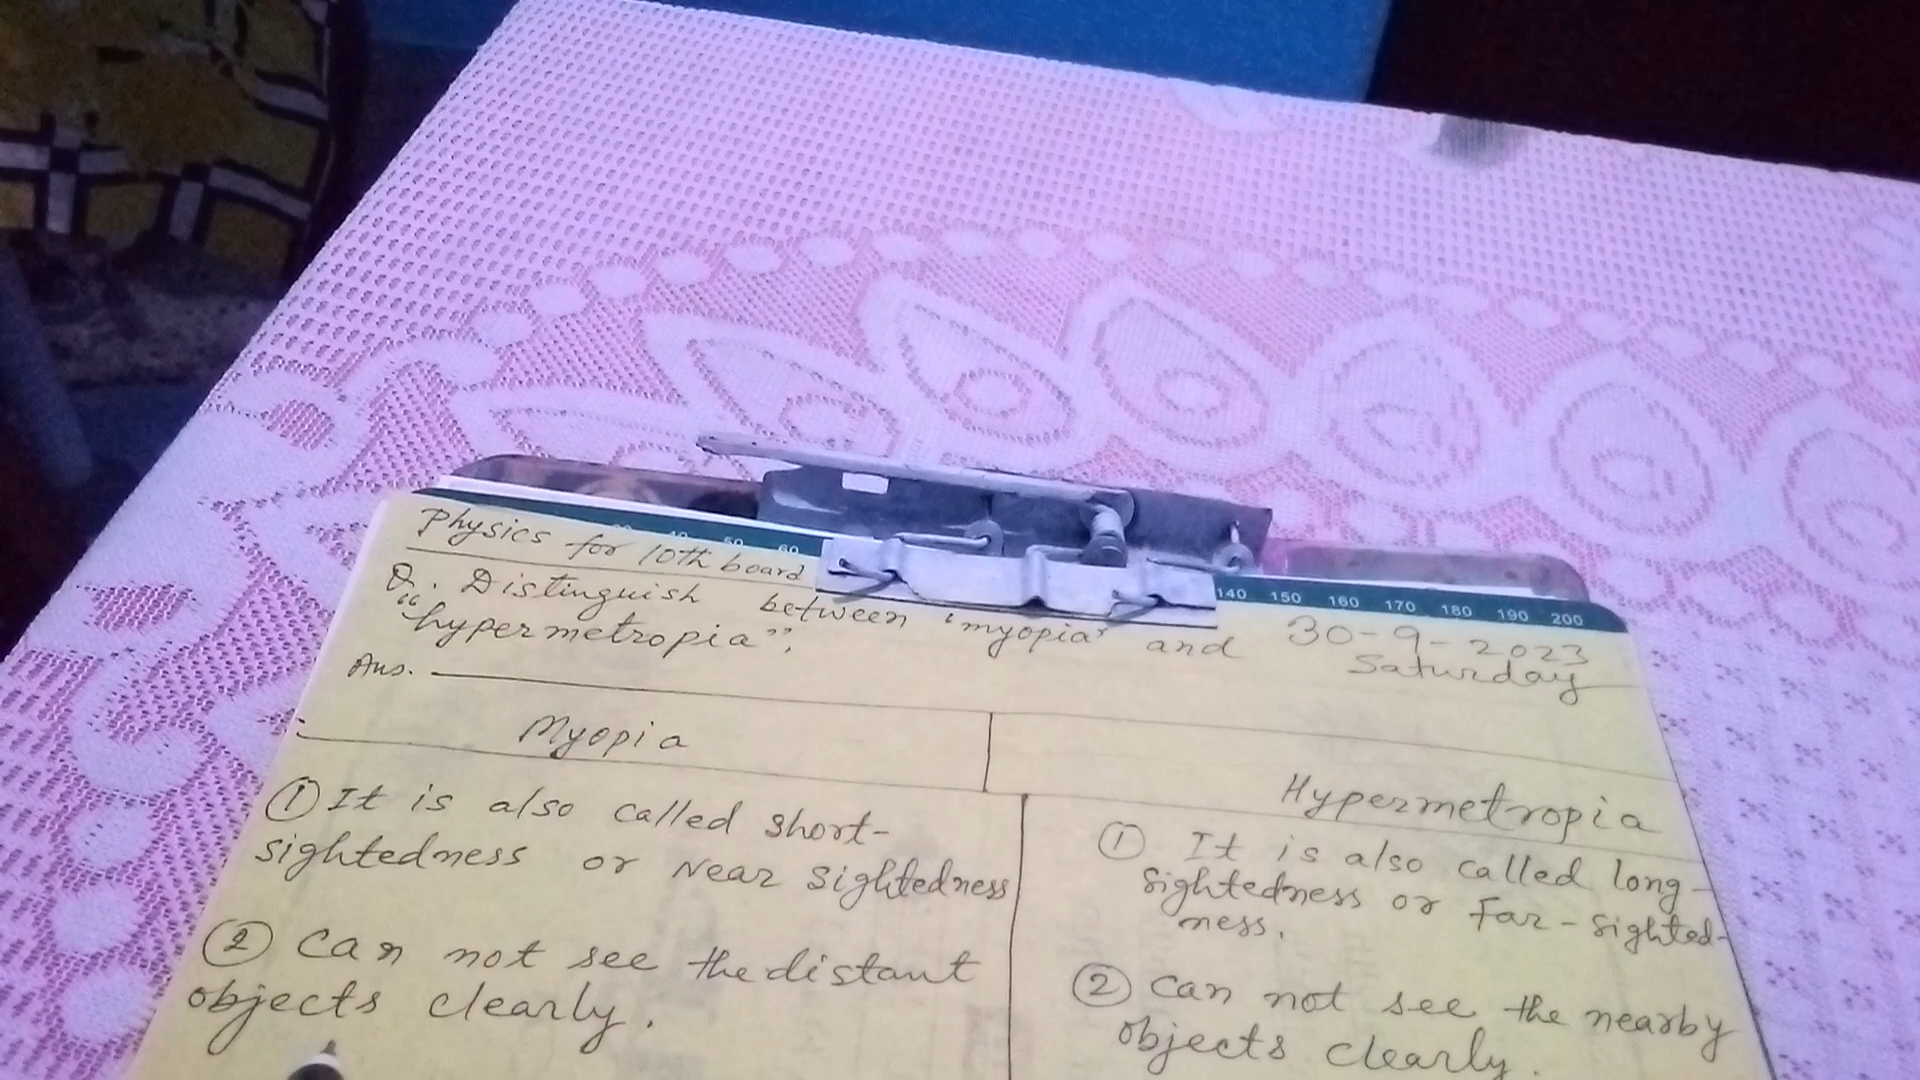 Physics for 10th board
Q.. Distinguish between 'myopia' and
"hypermetropia".
30-9-2023
Saturday
Ans.
Myopia
① It is also called short-
sightedness or Near sightedness
② Can not see the distant
objects clearly.
Hypermetropia
① It is also called long-
sightedness or Far-sighted-
ness.
② Can not see the nearby
objects clearly.
50 60
140 150 160 170 180 190 200